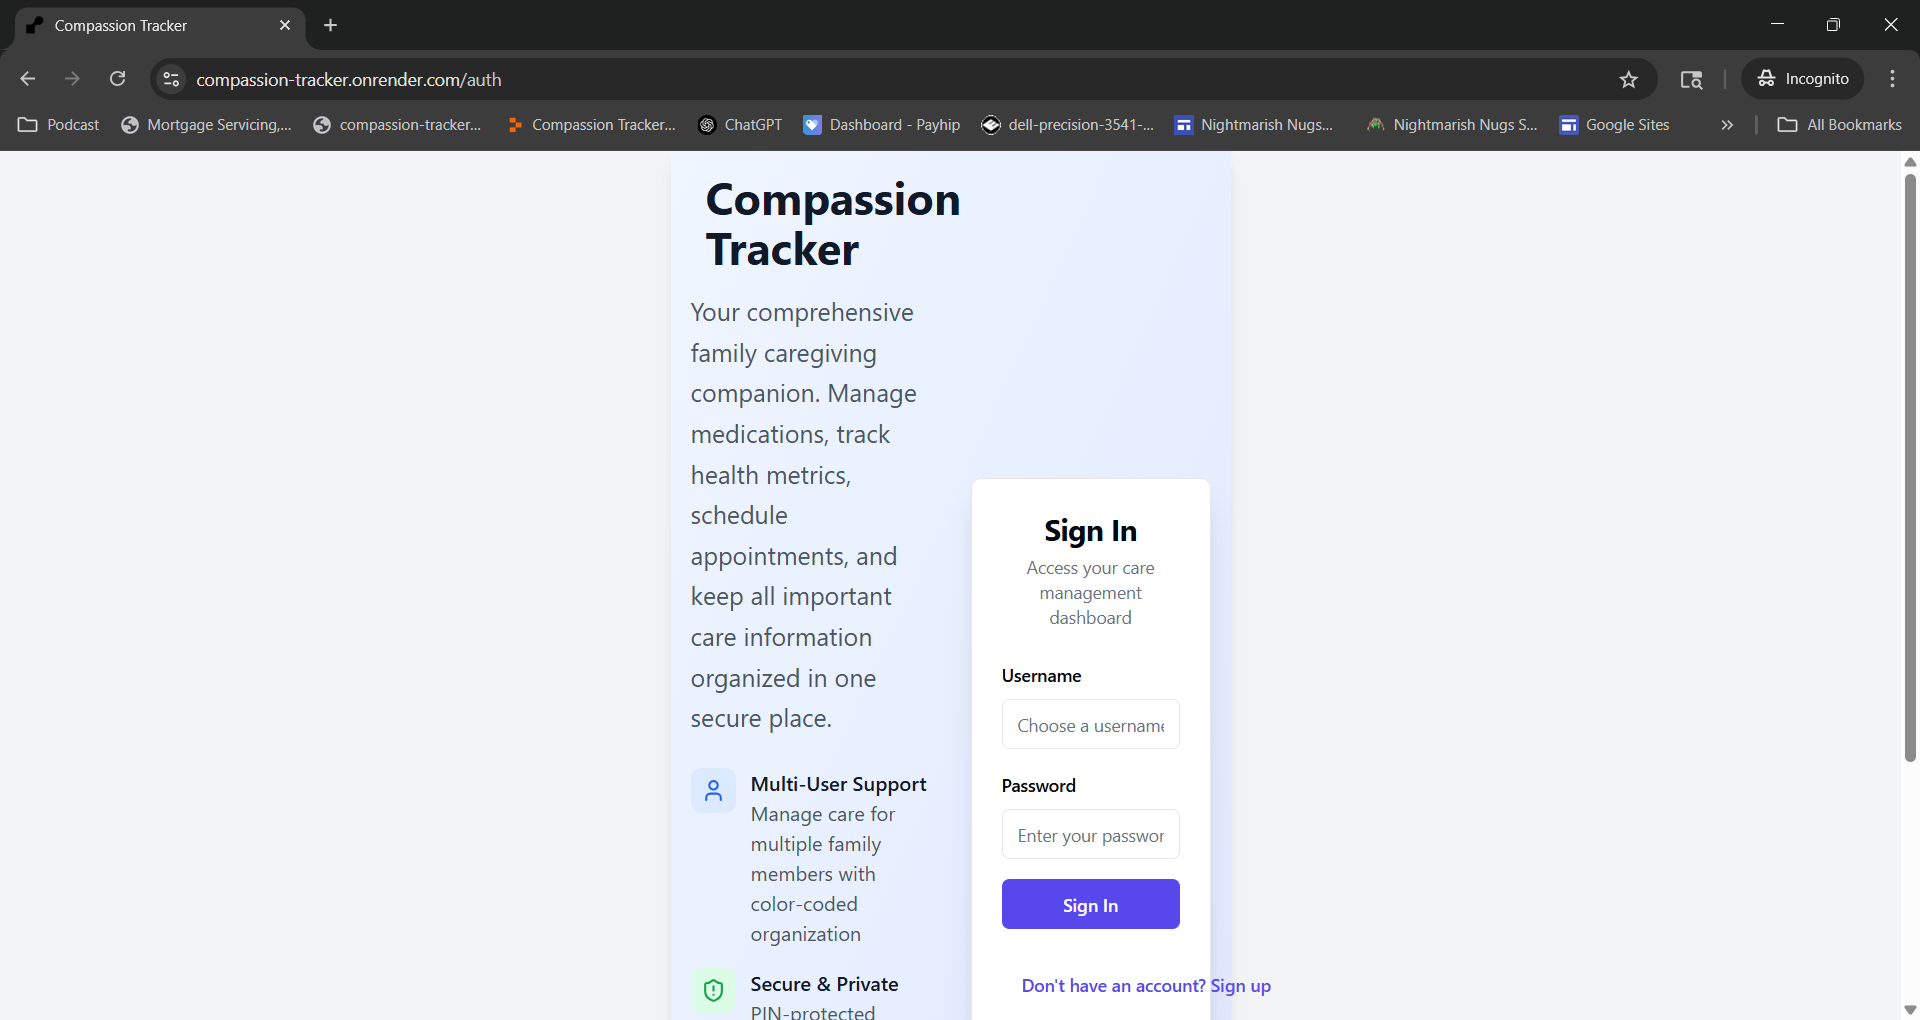 Compassion Tracker
compassion-tracker.onrender.com/auth
Incognito
Podcast
Mortgage Servicing,...
compassion-tracker...
Compassion Tracker...
ChatGPT
Dashboard - Payhip
dell-precision-3541-...
Nightmarish Nugs...
Nightmarish Nugs S...
Google Sites
All Bookmarks
Compassion
Tracker
Your comprehensive
family caregiving
companion. Manage
medications, track
health metrics,
schedule
appointments, and
keep all important
care information
organized in one
secure place.
Multi-User Support
Manage care for
multiple family
members with
color-coded
organization
Secure & Private
PIN-protected
Sign In
Access your care
management
dashboard
Username
Choose a username
Password
Enter your passwor
Sign In
Don't have an account? Sign up